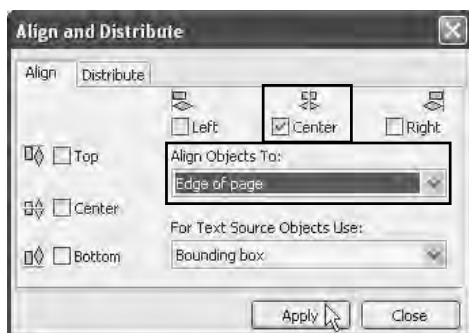 Align and Distribute
Align Distribute
Left Center Right
Top
Align Objects To:
Edge of page
Center
For Text Source Objects Use:
Bottom
Bounding box
Apply Close